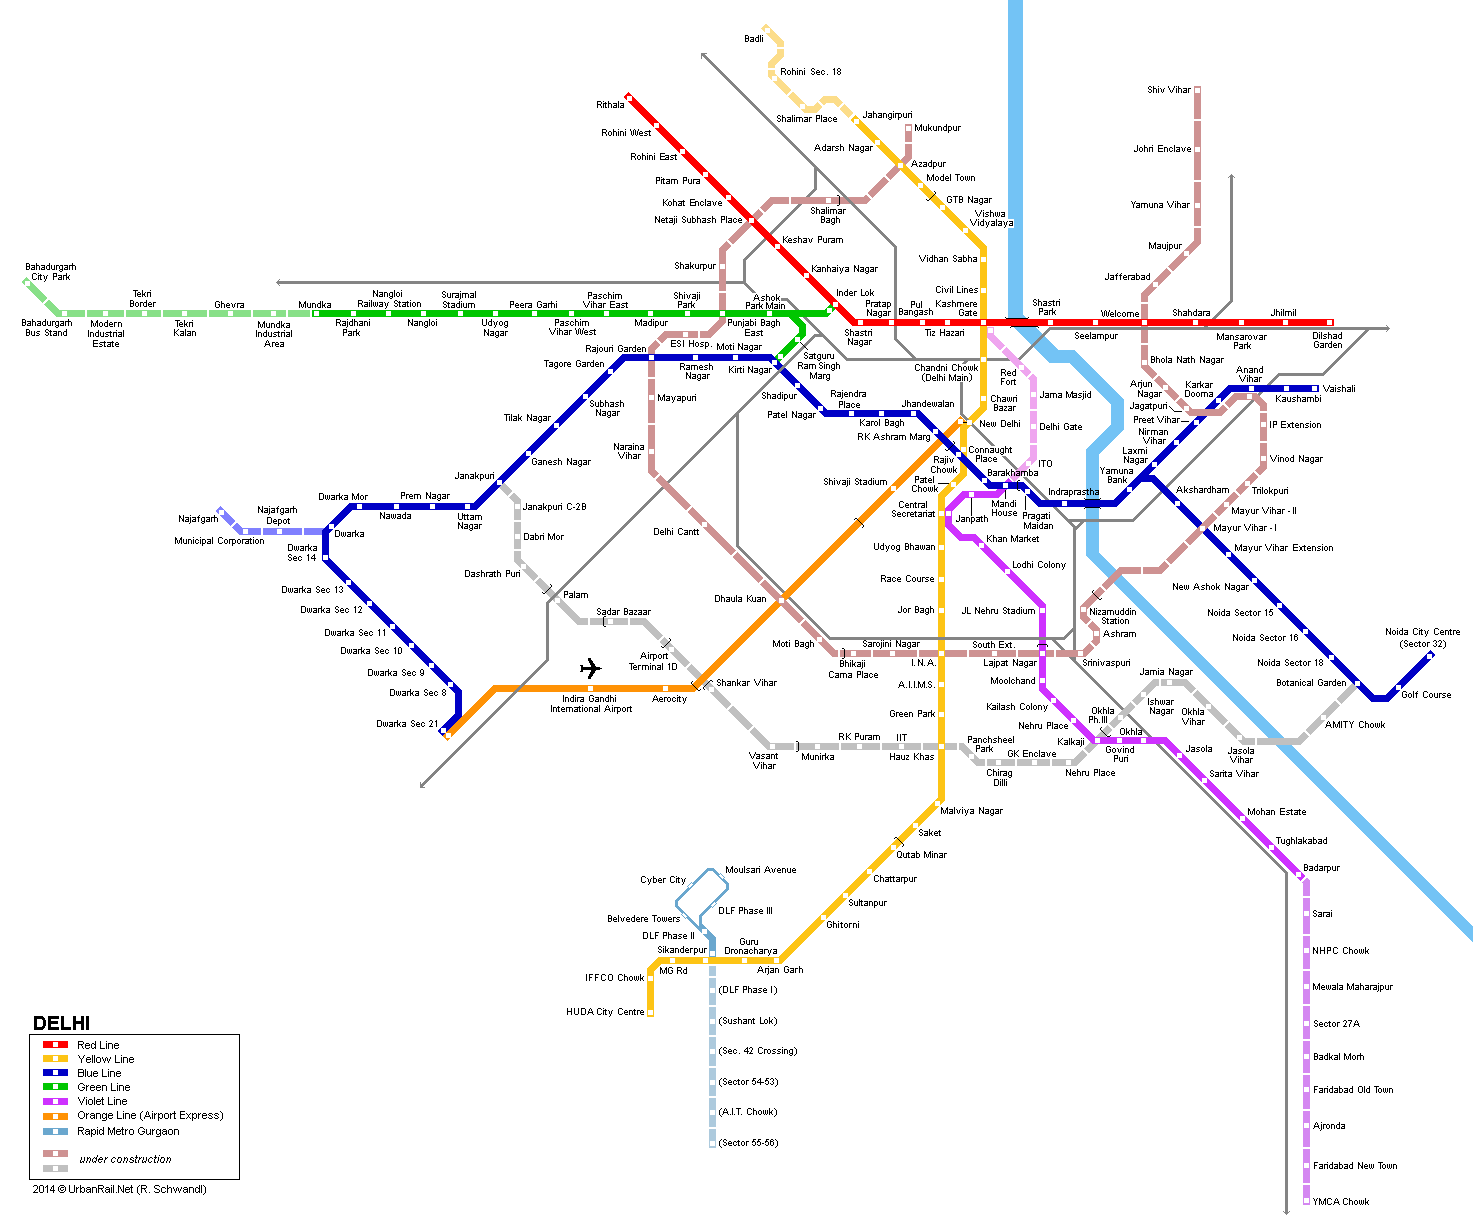 Badli
Rohini Sec. 18
Shalimar Place
Jahangirpuri
Adarsh Nagar
Mukundpur
Azadpur
Model Town
GTB Nagar
Vishwa
Vidyalaya
Vidhan Sabha
Civil Lines
Kashmere
Gate
Rithala
Rohini West
Rohini East
Pitam Pura
Kohat Enclave
Netaji Subhash Place
Keshav Puram
Kanhaiya Nagar
Inder Lok
Shalimar
Bagh
Shakurpur
Shiv Vihar
Johri Enclave
Yamuna Vihar
Maujpur
Jafferabad
Welcome
Bahadurgarh
City Park
Bahadurgarh
Bus Stand
Modern
Industrial
Estate
Tekri
Border
Tekri
Kalan
Ghevra
Mundka
Industrial
Area
Mundka
Rajdhani
Park
Nangloi
Railway Station
Nangloi
Surajmal
Stadium
Udyog
Nagar
Peera Garhi
Paschim
Vihar West
Paschim
Vihar East
Madipur
Shivaji
Park
Punjabi Bagh
East
Ashok
Park Main
Satguru
Ram Singh
Marg
Shastri
Nagar
Pratap
Nagar
Pul
Bangash
Tiz Hazari
Shastri
Park
Seelampur
Shahdara
Mansarovar
Park
Jhilmil
Dilshad
Garden
ESI Hosp.
Rajouri Garden
Ramesh
Nagar
Moti Nagar
Kirti Nagar
Tagore Garden
Subhash
Nagar
Tilak Nagar
Ganesh Nagar
Janakpuri
Mayapuri
Naraina
Vihar
Delhi Cantt
Shadipur
Patel Nagar
Rajendra
Place
Karol Bagh
Jhandewalan
RK Ashram Marg
Chandni Chowk
(Delhi Main)
Chawri
Bazar
New Delhi
Connaught
Place
Rajiv
Chowk
Patel
Chowk
Central
Secretariat
Shivaji Stadium
Barakhamba
Red
Fort
Jama Masjid
Delhi Gate
ITO
Mandi
House
Janpath
Pragati
Maidan
Indraprastha
Yamuna
Bank
Laxmi
Nagar
Nirman
Vihar
Preet Vihar
Jagatpuri
Karkar
Dooma
Anand
Vihar
Kaushambi
Vaishali
Bhola Nath Nagar
Arjun
Nagar
IP Extension
Vinod Nagar
Trilokpuri
Mayur Vihar - II
Mayur Vihar - I
Akshardham
Mayur Vihar Extension
New Ashok Nagar
Noida Sector 15
Noida Sector 16
Noida Sector 18
Botanical Garden
Golf Course
Noida City Centre
(Sector 32)
Najafgarh
Municipal Corporation
Najafgarh
Depot
Dwarka
Dwarka Mor
Nawada
Prem Nagar
Uttam
Nagar
Dwarka
Sec 14
Dwarka Sec 13
Dwarka Sec 12
Dwarka Sec 11
Dwarka Sec 10
Dwarka Sec 9
Dwarka Sec 8
Dwarka Sec 21
Janakpuri C-2B
Dabri Mor
Dashrath Puri
Palam
Sadar Bazaar
Airport
Terminal 1D
Shankar Vihar
Indira Gandhi
International Airport
Aerocity
Dhaula Kuan
Moti Bagh
Bhikaji
Cama Place
Sarojini Nagar
I.N.A.
South Ext.
Lajpat Nagar
Srinivaspuri
Ashram
Nizamuddin
Station
Udyog Bhawan
Race Course
Jor Bagh
Khan Market
Lodhi Colony
JL Nehru Stadium
Moolchand
Kailash Colony
Nehru Place
Kalkaji
Govind
Puri
Okhla
Jasola
Sarita Vihar
Mohan Estate
Tughlakabad
Badarpur
A.I.I.M.S.
Green Park
Hauz Khas
IIT
RK Puram
Munirka
Vasant
Vihar
Panchsheel
Park
Chirag
Dilli
GK Enclave
Nehru Place
Okhla
Ph.III
Ishwar
Nagar
Jamia Nagar
Okhla
Vihar
Jasola
Vihar
AMITY Chowk
Malviya Nagar
Saket
Qutab Minar
Chattarpur
Sultanpur
Ghitorni
Arjan Garh
Guru
Dronacharya
Sikanderpur
MG Rd
IFFCO Chowk
HUDA City Centre
Moulsari Avenue
Cyber City
DLF Phase III
Belvedere Towers
DLF Phase II
(DLF Phase I)
(Sushant Lok)
(Sec. 42 Crossing)
(Sector 54-53)
(A.I.T. Chowk)
(Sector 55-56)
Sarai
NHPC Chowk
Mewala Maharajpur
Sector 27A
Badkal Morh
Faridabad Old Town
Ajronda
Faridabad New Town
YMCA Chowk
DELHI
Red Line
Yellow Line
Blue Line
Green Line
Violet Line
Orange Line (Airport Express)
Rapid Metro Gurgaon
under construction
2014 © UrbanRail.Net (R. Schwandl)